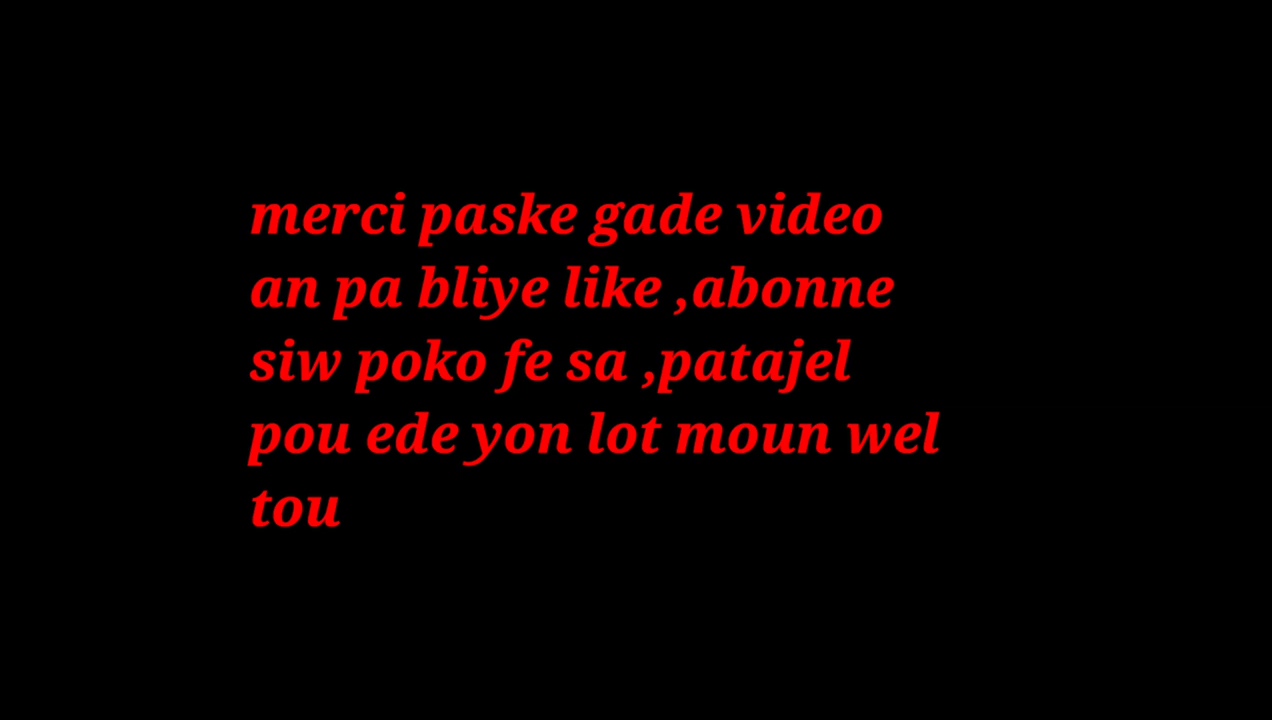 merci paske gade video
an pa bliye like ,abonne
siw poko fe sa ,patajel
pou ede yon lot moun wel
tou